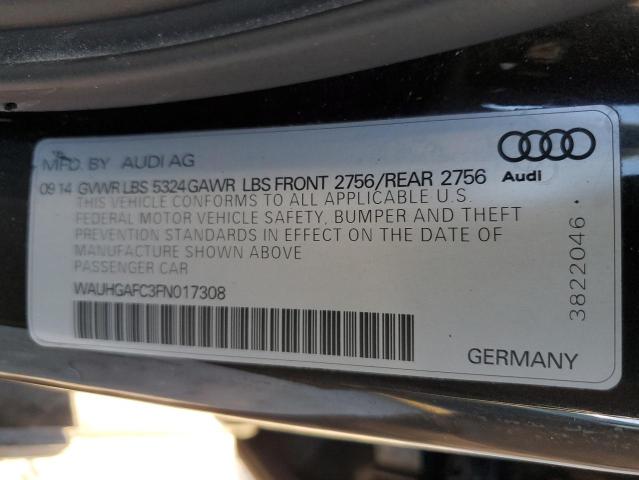 MFD. BY AUDI AG
09 14 GVWR LBS 5324 GAWR LBS FRONT 2756/REAR 2756
THIS VEHICLE CONFORMS TO ALL APPLICABLE U.S.
FEDERAL MOTOR VEHICLE SAFETY, BUMPER AND THEFT
PREVENTION STANDARDS IN EFFECT ON THE DATE OF
MANUFACTURE SHOWN ABOVE
PASSENGER CAR
WAUHGAFC3FN017308
Audi
3822046
GERMANY